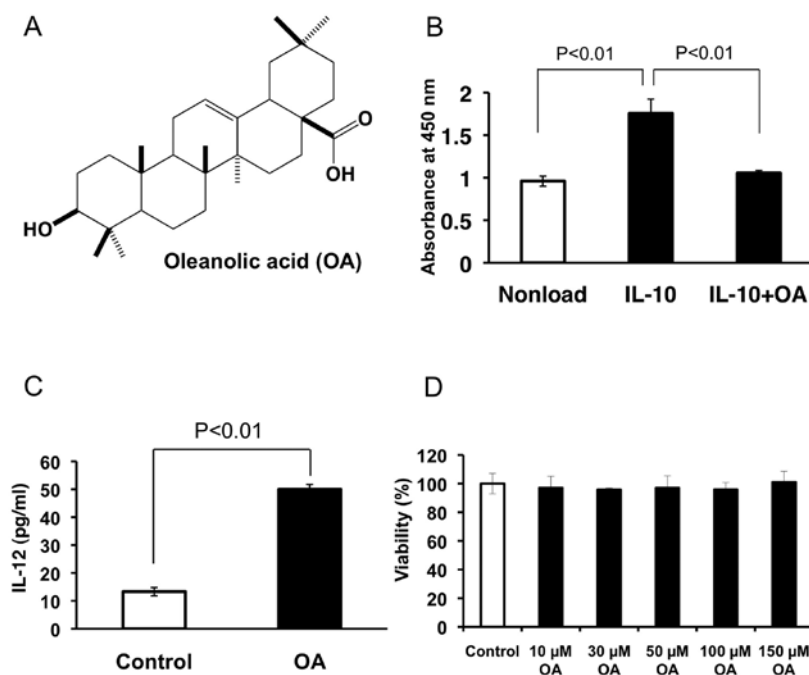 A
O
OH
HO
Oleanolic acid (OA)
B
P<0.01 P<0.01
Absorbance at 450 nm
2
1.5
1
0.5
0
Nonload IL-10 IL-10+OA
C
P<0.01
IL-12 (pg/ml)
60
50
40
30
20
10
0
Control OA
D
Viability (%)
120
100
80
60
40
20
0
Control 10 µM 30 µM 50 µM 100 µM 150 µM
OA OA OA OA OA